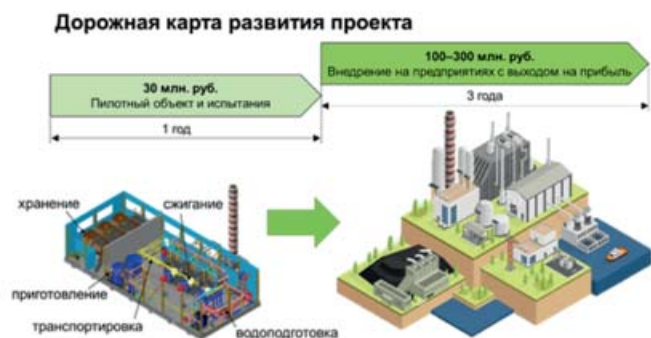 Дорожная карта развития проекта
100–300 млн. руб.
Внедрение на предприятиях с выходом на прибыль
30 млн. руб.
Пилотный объект и испытания
3 года
1 год
хранение
сжигание
приготовление
транспортировка
водоподготовка